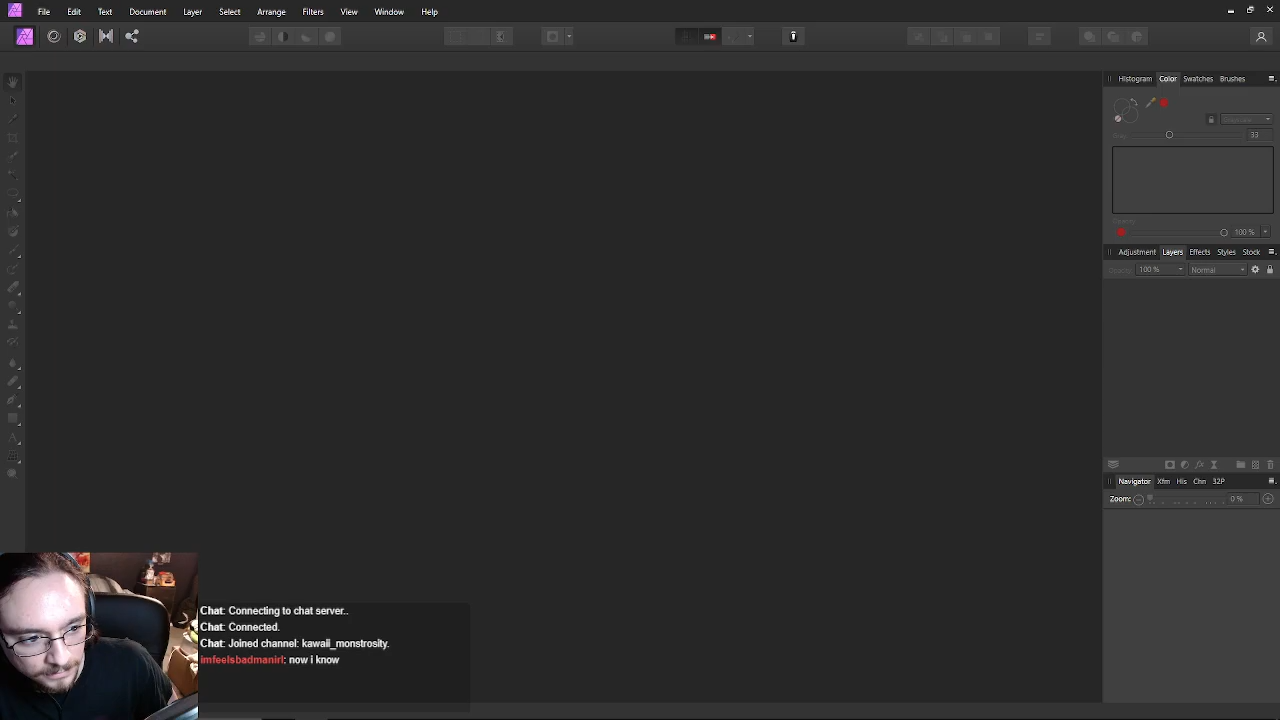 File Edit Text Document Layer Select Arrange Filters View Window Help
Histogram Color Swatches Brushes
33
100 %
Adjustment Layers Effects Styles Stock
Opacity 100 % Normal
Navigator Xfm His Chn 32P
Zoom: 0 %
Chat: Connecting to chat server..
Chat: Connected.
Chat: Joined channel: kawaii_monstrosity.
imfeelsbadmanirl: now i know